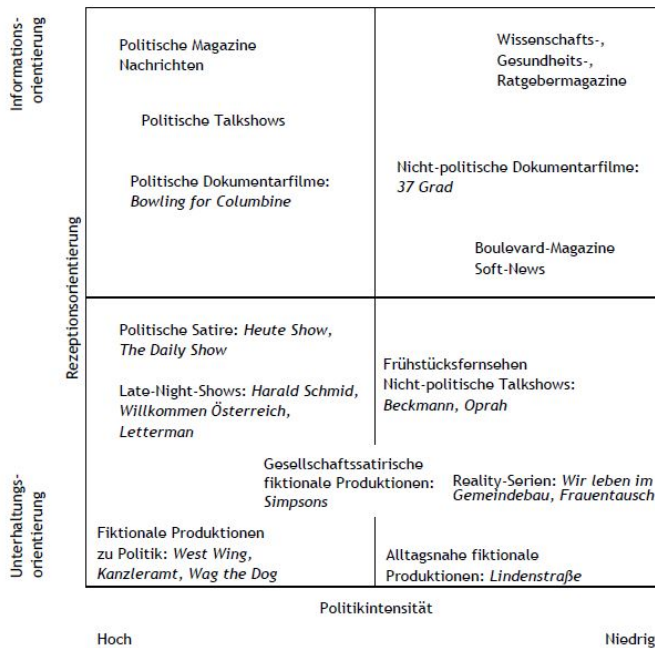 Informations-
orientierung
Politische Magazine
Nachrichten
Wissenschafts-,
Gesundheits-,
Ratgebermagazine
Politische Talkshows
Politische Dokumentarfilme:
Bowling for Columbine
Nicht-politische Dokumentarfilme:
37 Grad
Boulevard-Magazine
Soft-News
Rezeptionsorientierung
Politische Satire: Heute Show,
The Daily Show
Late-Night-Shows: Harald Schmid,
Willkommen Österreich,
Letterman
Frühstücksfernsehen
Nicht-politische Talkshows:
Beckmann, Oprah
Gesellschaftssatirische
fiktionale Produktionen:
Simpsons
Reality-Serien: Wir leben im
Gemeindebau, Frauentausch
Unterhaltungs-
orientierung
Fiktionale Produktionen
zu Politik: West Wing,
Kanzleramt, Wag the Dog
Alltagsnahe fiktionale
Produktionen: Lindenstraße
Politikintensität
Hoch
Niedrig